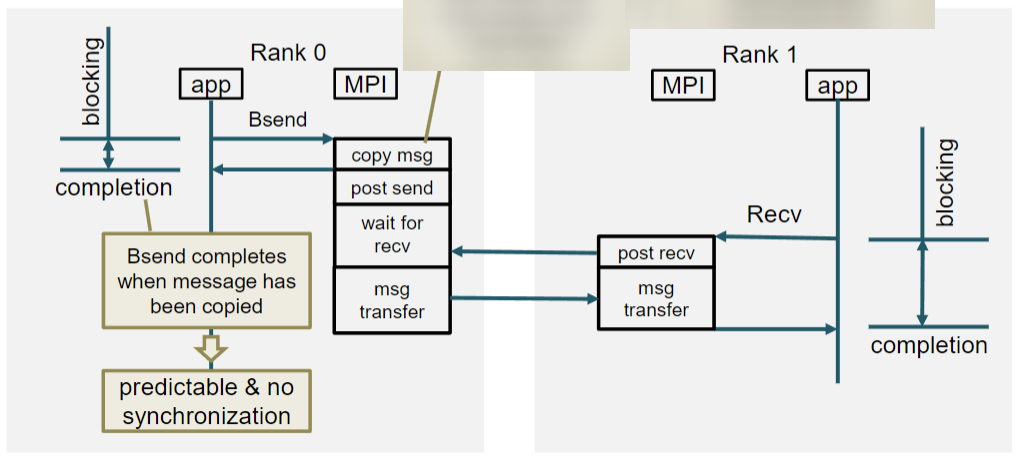 Rank 0
Rank 1
blocking
app
MPI
MPI
app
Bsend
copy msg
completion
post send
wait for
recv
Recv
blocking
Bsend completes
when message has
been copied
post recv
msg
transfer
msg
transfer
completion
predictable & no
synchronization